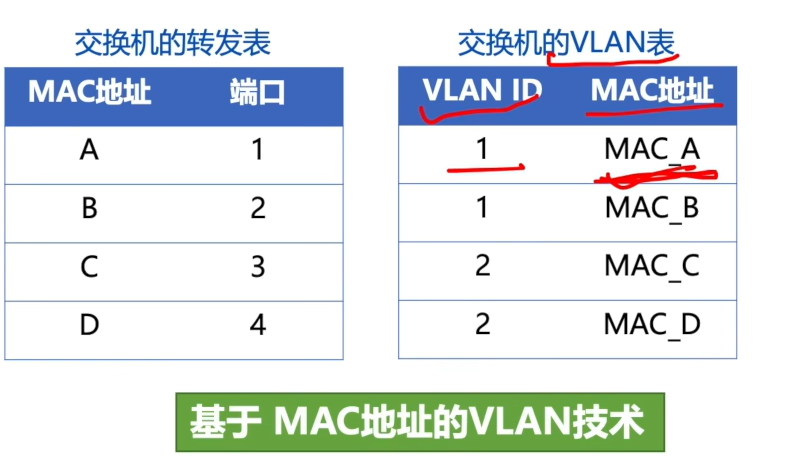 交换机的转发表
MAC地址 端口
A 1
B 2
C 3
D 4
交换机的VLAN表
VLAN ID MAC地址
1 MAC_A
1 MAC_B
2 MAC_C
2 MAC_D
基于 MAC地址的VLAN技术